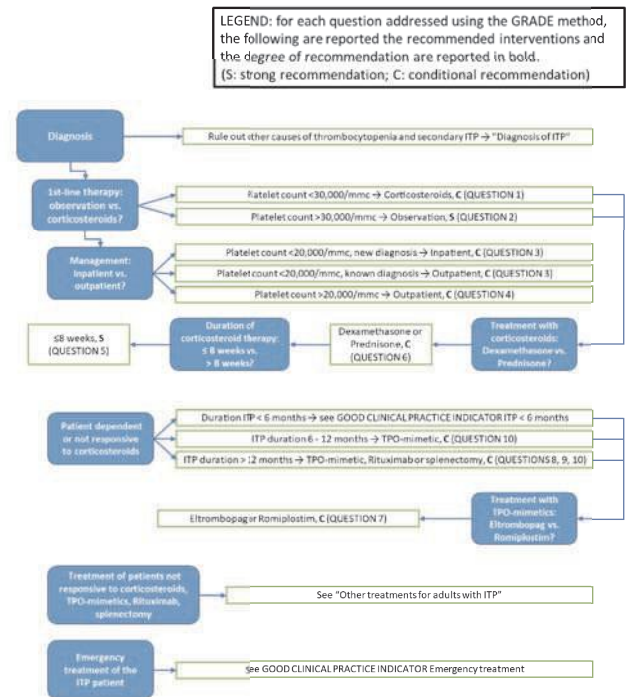 LEGEND: for each question addressed using the GRADE method,
the following are reported the recommended interventions and
the degree of recommendation are reported in bold.
(S: strong recommendation; C: conditional recommendation)
Diagnosis
Rule out other causes of thrombocytopenia and secondary ITP → "Diagnosis of ITP"
1st-line therapy:
observation vs.
corticosteroids?
Ratelet count <30,000/mmc → Corticosteroids, C (QUESTION 1)
Platelet count >30,000/mmc → Observation, S (QUESTION 2)
Management:
Inpatient vs.
outpatient?
Platelet count <20,000/mmc, new diagnosis → Inpatient, C (QUESTION 3)
Platelet count <20,000/mmc, known diagnosis → Outpatient, C (QUESTION 3)
Platelet count >20,000/mmc → Outpatient, C (QUESTION 4)
≤8 weeks, S
(QUESTION 5)
Duration of
corticosteroid therapy:
≤ 8 weeks vs.
> 8 weeks?
Dexamethasone or
Prednisone, C
(QUESTION 6)
Treatment with
corticosteroids:
Dexamethasone vs.
Prednisone?
Patient dependent
or not responsive
to corticosteroids
Duration ITP < 6 months → see GOOD CLINICAL PRACTICE INDICATOR ITP < 6 months
ITP duration 6 - 12 months → TPO-mimetic, C (QUESTION 10)
ITP duration > 12 months → TPO-mimetic, Rituximab or splenectomy, C (QUESTIONS 8, 9, 10)
Eltrombopag or Romiplostim, C (QUESTION 7)
Treatment with
TPO-mimetics:
Eltrombopag vs.
Romiplostim?
Treatment of patients not
responsive to corticosteroids,
TPO-mimetics, Rituximab,
splenectomy
See "Other treatments for adults with ITP"
Emergency
treatment of the
ITP patient
see GOOD CLINICAL PRACTICE INDICATOR Emergency treatment